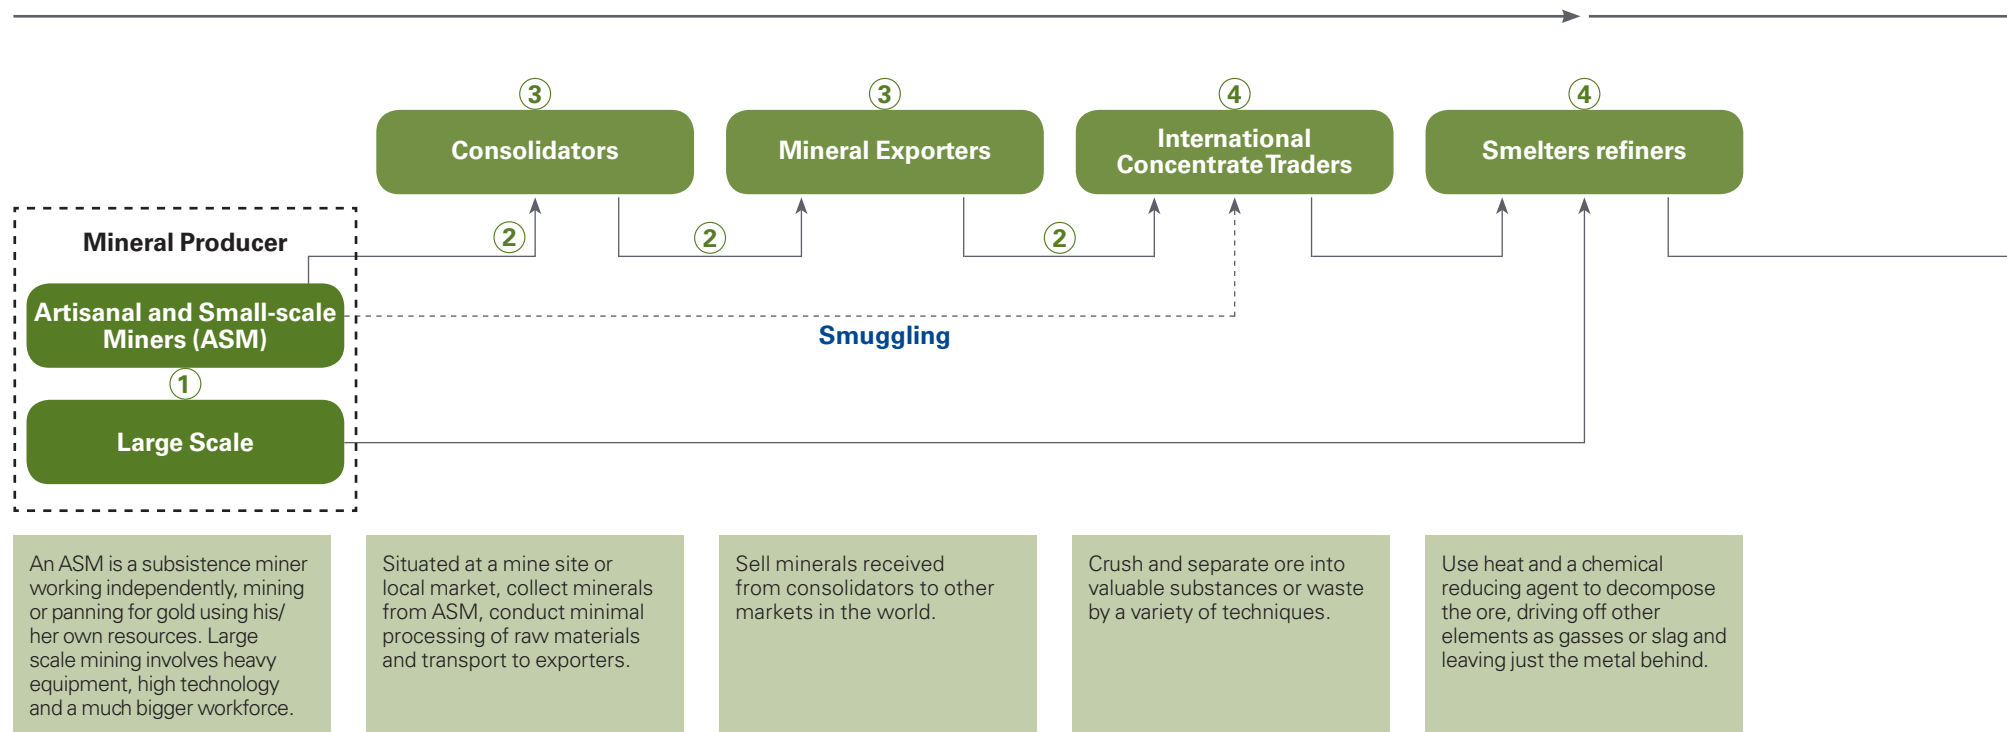 3
3
4
4
Consolidators
Mineral Exporters
International
Concentrate Traders
Smelters refiners
Mineral Producer
2
2
2
Artisanal and Small-scale
Miners (ASM)
Smuggling
1
Large Scale
An ASM is a subsistence miner
working independently, mining
or panning for gold using his/
her own resources. Large
scale mining involves heavy
equipment, high technology
and a much bigger workforce.
Situated at a mine site or
local market, collect minerals
from ASM, conduct minimal
processing of raw materials
and transport to exporters.
Sell minerals received
from consolidators to other
markets in the world.
Crush and separate ore into
valuable substances or waste
by a variety of techniques.
Use heat and a chemical
reducing agent to decompose
the ore, driving off other
elements as gasses or slag and
leaving just the metal behind.